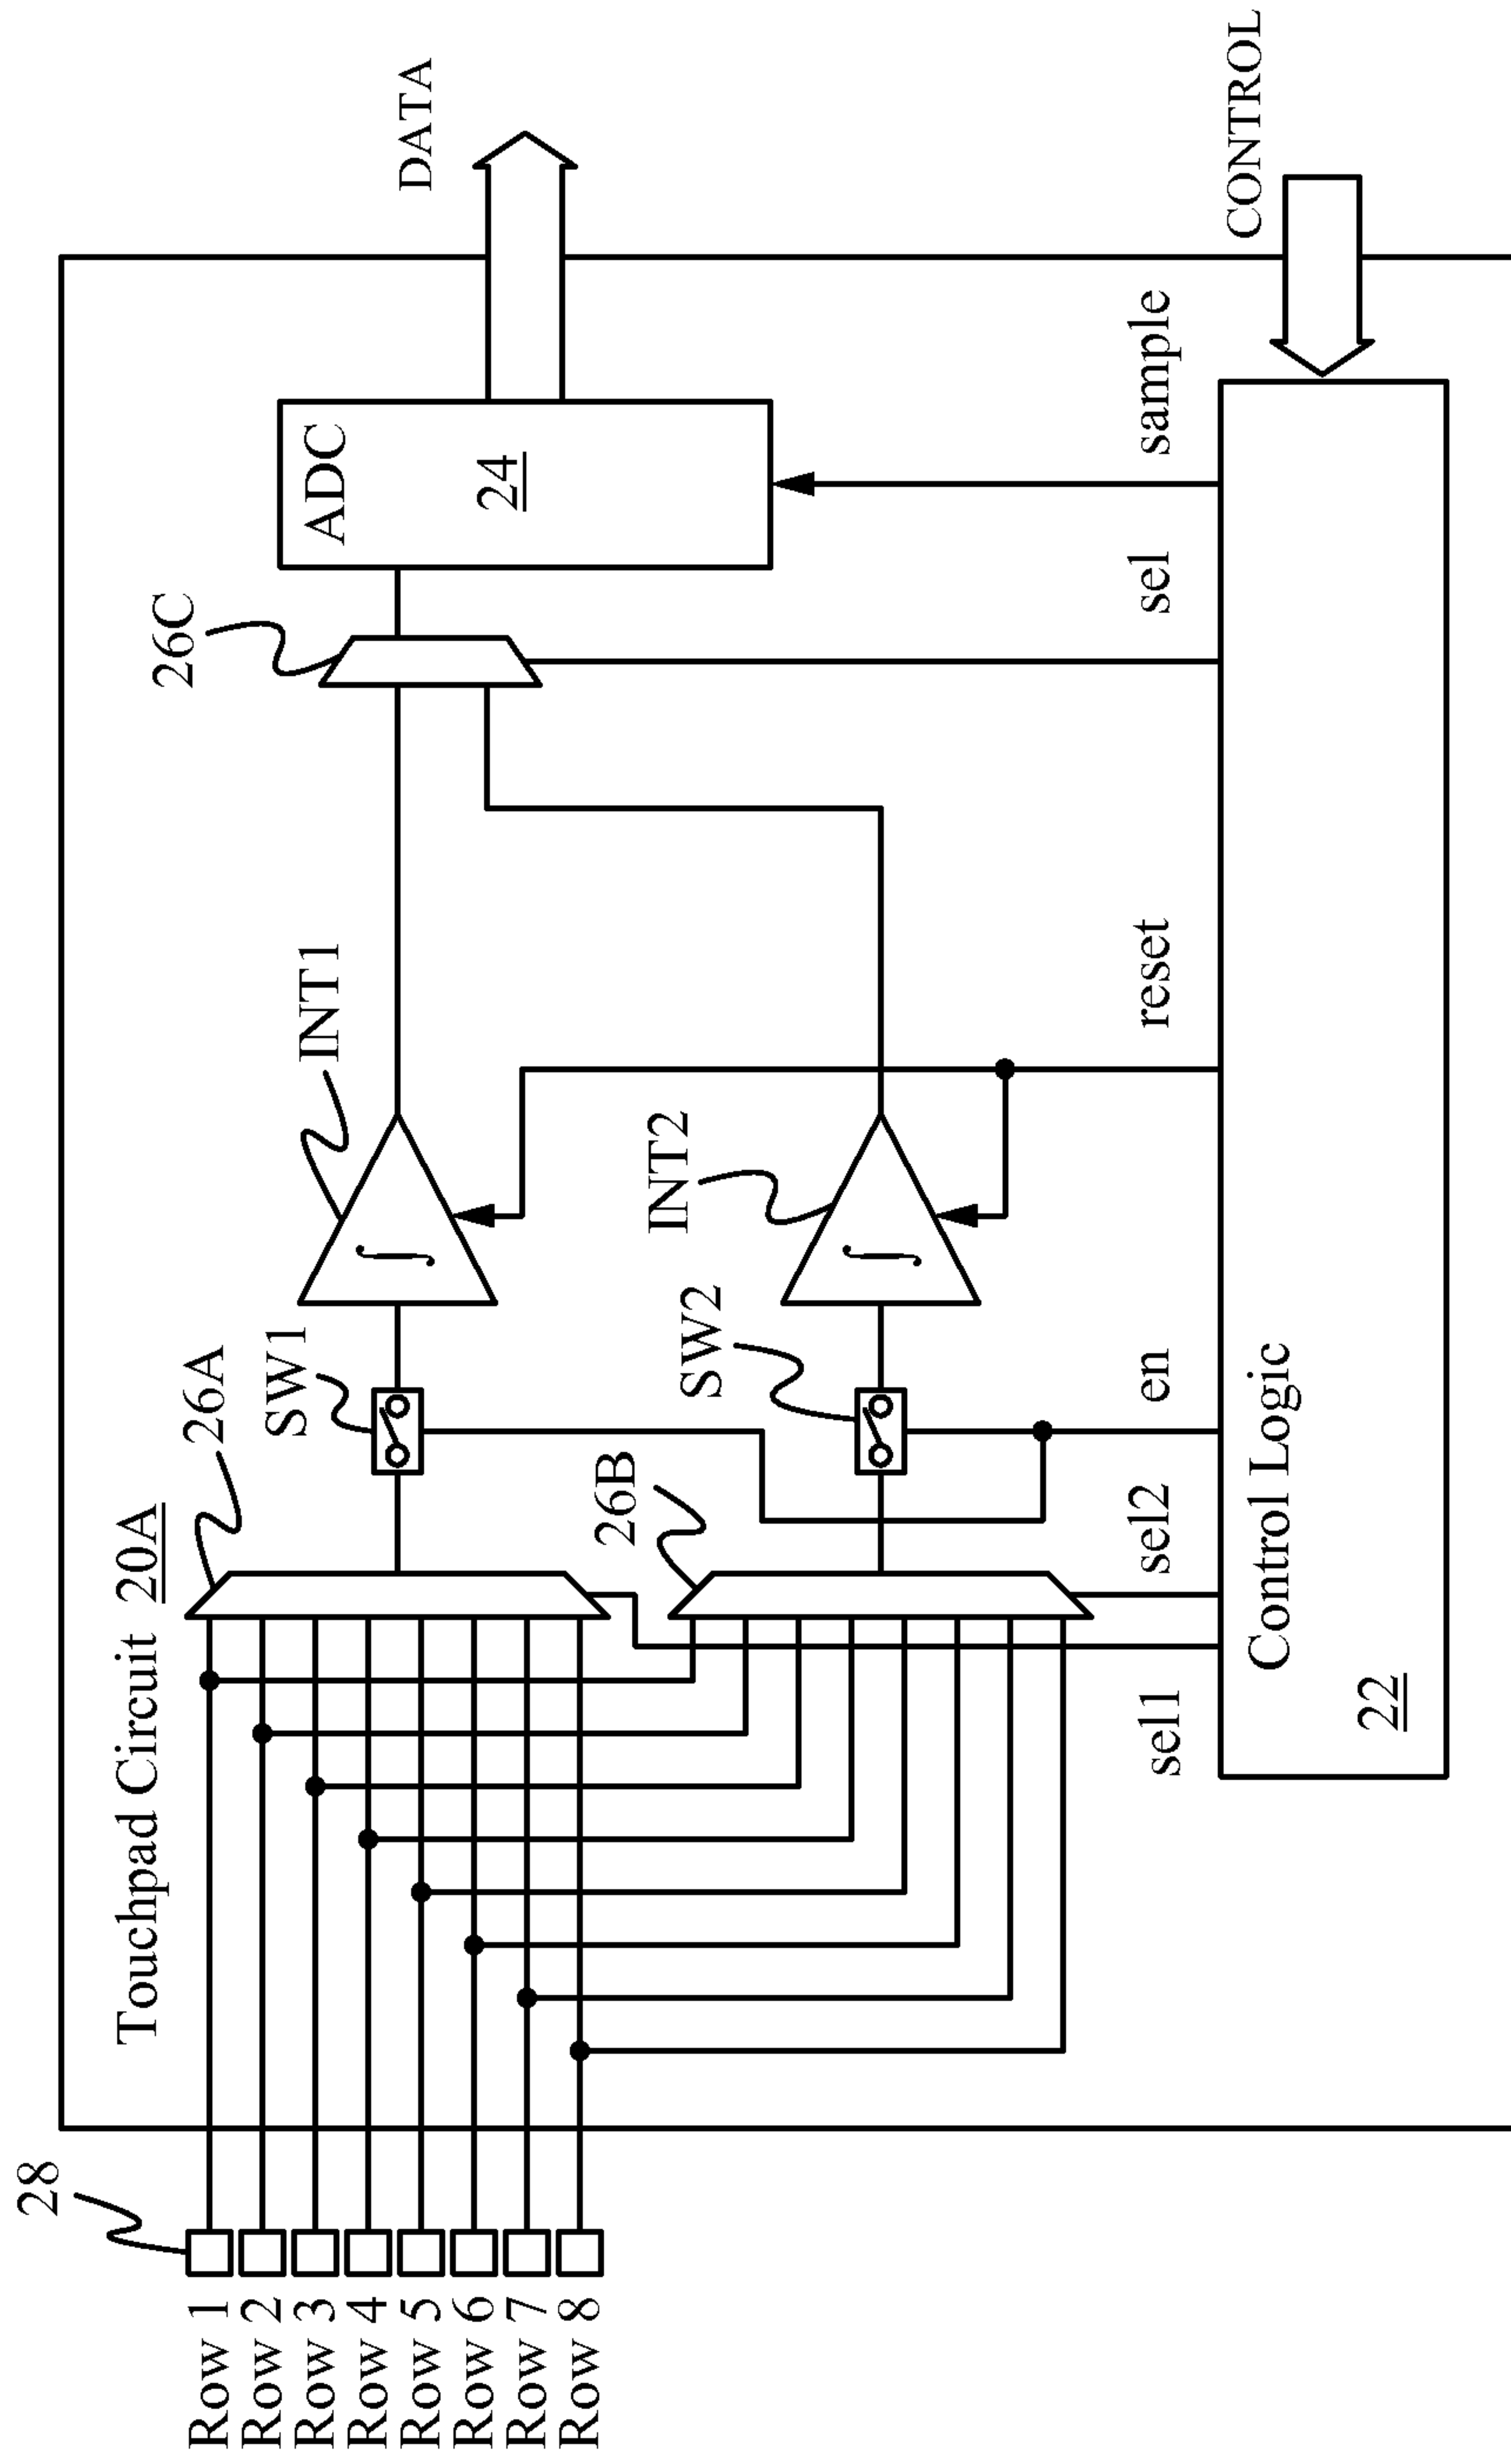 Touchpad Circuit 20A
28
Row 1
Row 2
Row 3
Row 4
Row 5
Row 6
Row 7
Row 8
26A
SW1
INT1
∫
26C
ADC
24
DATA
26B
SW2
INT2
∫
sel1
sel2
en
reset
sel
sample
CONTROL
Control Logic
22